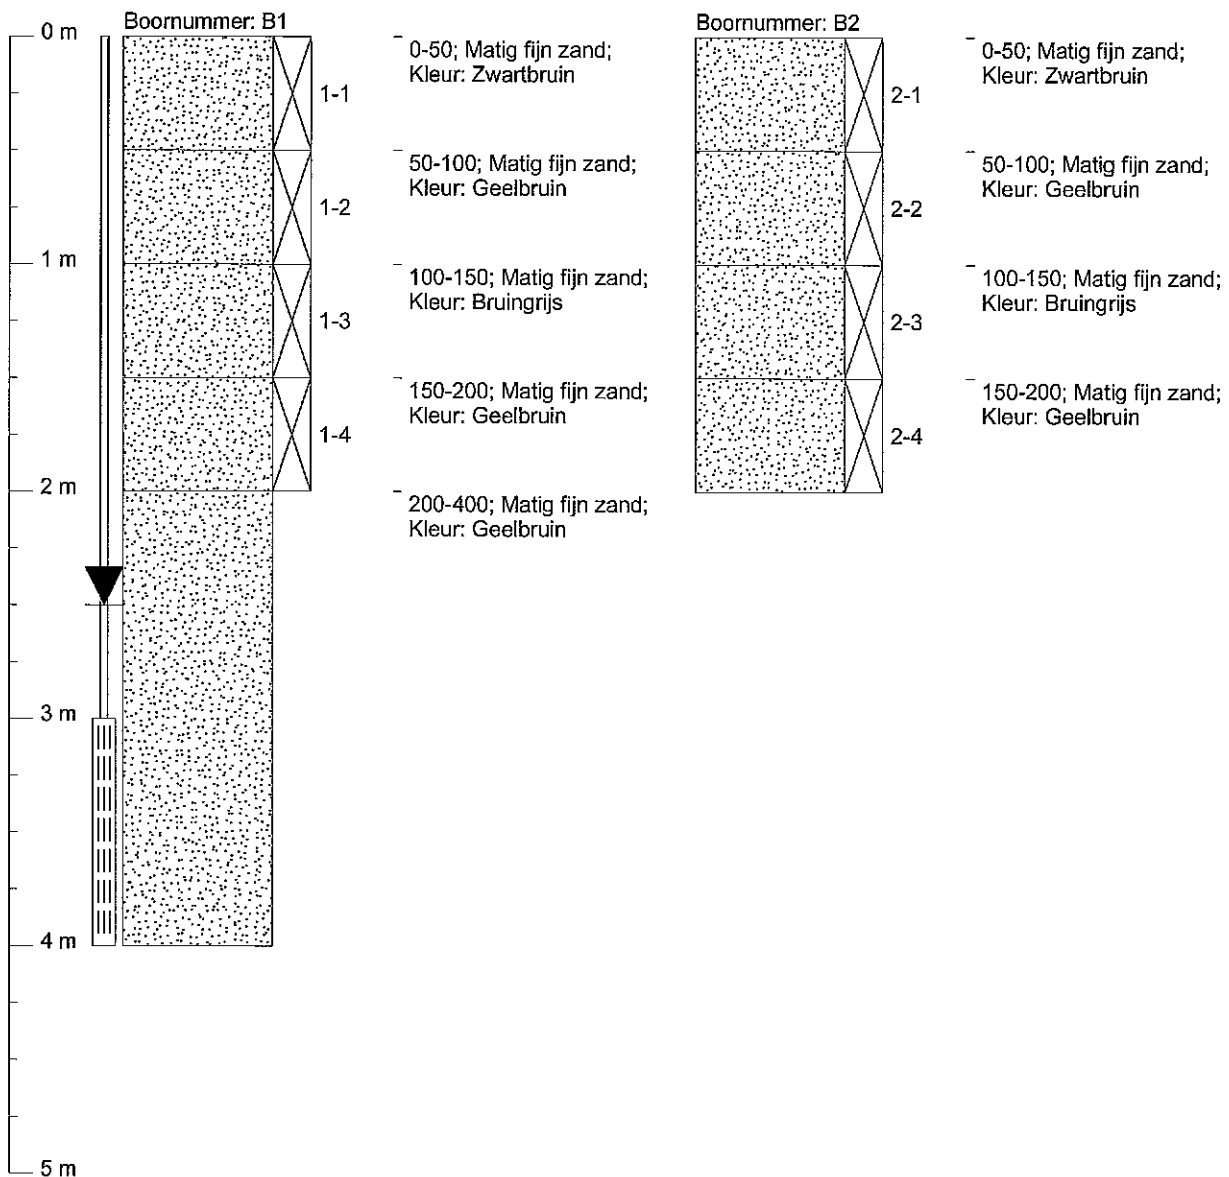 0 m
1 m
2 m
3 m
4 m
5 m
Boornummer: B1
1-1
1-2
1-3
1-4
0-50; Matig fijn zand;
Kleur: Zwartbruin
50-100; Matig fijn zand;
Kleur: Geelbruin
100-150; Matig fijn zand;
Kleur: Bruingrijs
150-200; Matig fijn zand;
Kleur: Geelbruin
200-400; Matig fijn zand;
Kleur: Geelbruin
Boornummer: B2
2-1
2-2
2-3
2-4
0-50; Matig fijn zand;
Kleur: Zwartbruin
50-100; Matig fijn zand;
Kleur: Geelbruin
100-150; Matig fijn zand;
Kleur: Bruingrijs
150-200; Matig fijn zand;
Kleur: Geelbruin